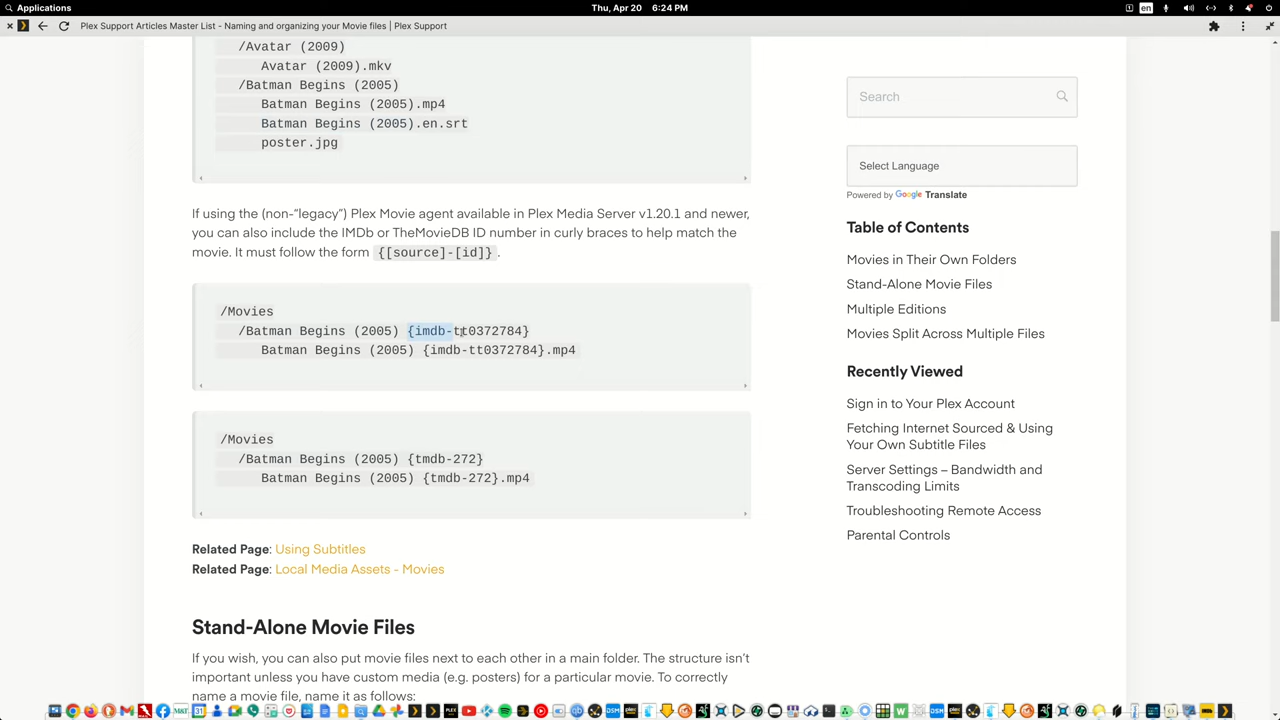 Applications
Thu, Apr 20   6:24 PM
en
Plex Support Articles Master List - Naming and organizing your Movie files | Plex Support
/Avatar (2009)
Avatar (2009).mkv
/Batman Begins (2005)
Batman Begins (2005).mp4
Batman Begins (2005).en.srt
poster.jpg
If using the (non-“legacy”) Plex Movie agent available in Plex Media Server v1.20.1 and newer,
you can also include the IMDb or TheMovieDB ID number in curly braces to help match the
movie. It must follow the form {[source]-[id]}.
/Movies
/Batman Begins (2005) {imdb-tt0372784}
Batman Begins (2005) {imdb-tt0372784}.mp4
/Movies
/Batman Begins (2005) {tmdb-272}
Batman Begins (2005) {tmdb-272}.mp4
Related Page: Using Subtitles
Related Page: Local Media Assets - Movies
Stand-Alone Movie Files
If you wish, you can also put movie files next to each other in a main folder. The structure isn’t
important unless you have custom media (e.g. posters) for a particular movie. To correctly
name a movie file, name it as follows:
Search
Select Language
Powered by Google Translate
Table of Contents
Movies in Their Own Folders
Stand-Alone Movie Files
Multiple Editions
Movies Split Across Multiple Files
Recently Viewed
Sign in to Your Plex Account
Fetching Internet Sourced & Using
Your Own Subtitle Files
Server Settings – Bandwidth and
Transcoding Limits
Troubleshooting Remote Access
Parental Controls